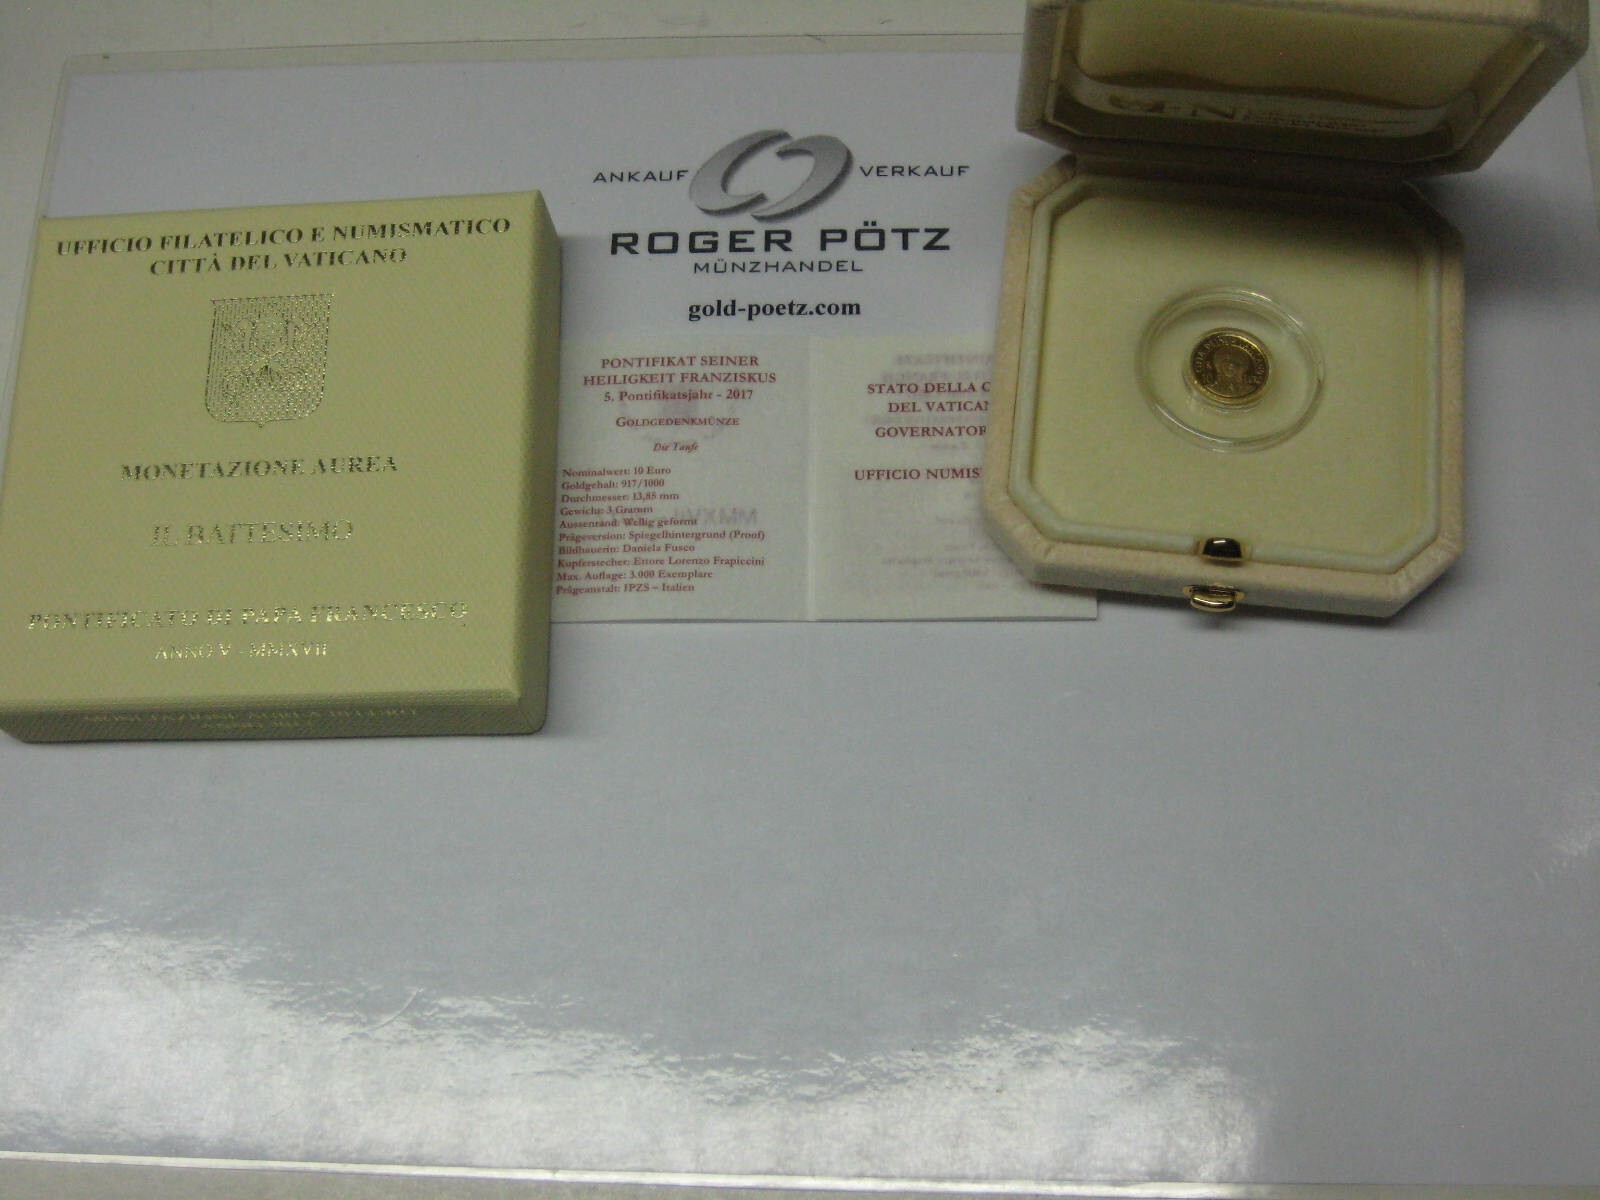 UFFICIO FILATELICO E NUMISMATICO
CITTÀ DEL VATICANO
MONETAZIONE AUREA
IL BATTESIMO
PONTIFICATO DI PAPA FRANCESCO
ANNO V - MMXVII
ANKAUF VERKAUF
ROGER PÖTZ
MÜNZHANDEL
gold-poetz.com
PONTIFIKAT SEINER
HEILIGKEIT FRANZISKUS
5. Pontifikatsjahr - 2017
GOLDGEDENKMÜNZE
Die Taufe
Nominalwert: 10 Euro
Goldgehalt: 917/1000
Durchmesser: 13,85 mm
Gewicht: 3 Gramm
Aussenrand: Wellig geformt
Prägeversion: Spiegelhintergrund (Proof)
Bildhauerin: Daniela Fusco
Kupferstecher: Ettore Lorenzo Frapiccini
Max. Auflage: 3.000 Exemplare
Prägeanstalt: IPZS – Italien
STATO DELLA C
DEL VATICAN
GOVERNATOR
UFFICIO NUMIS